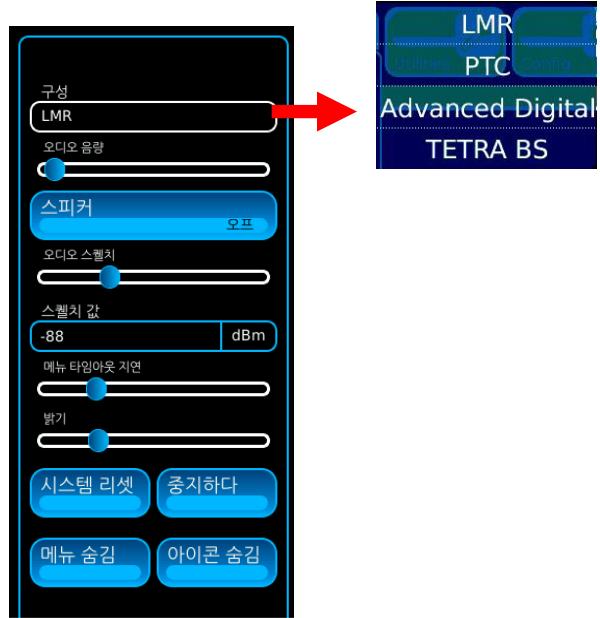 구성
LMR
오디오 음량
스피커
오프
오디오 스퀠치
스퀠치 값
-88 dBm
메뉴 타임아웃 지연
밝기
시스템 리셋 중지하다
메뉴 숨김 아이콘 숨김
LMR
Utilities Config
PTC
Advanced Digital
TETRA BS